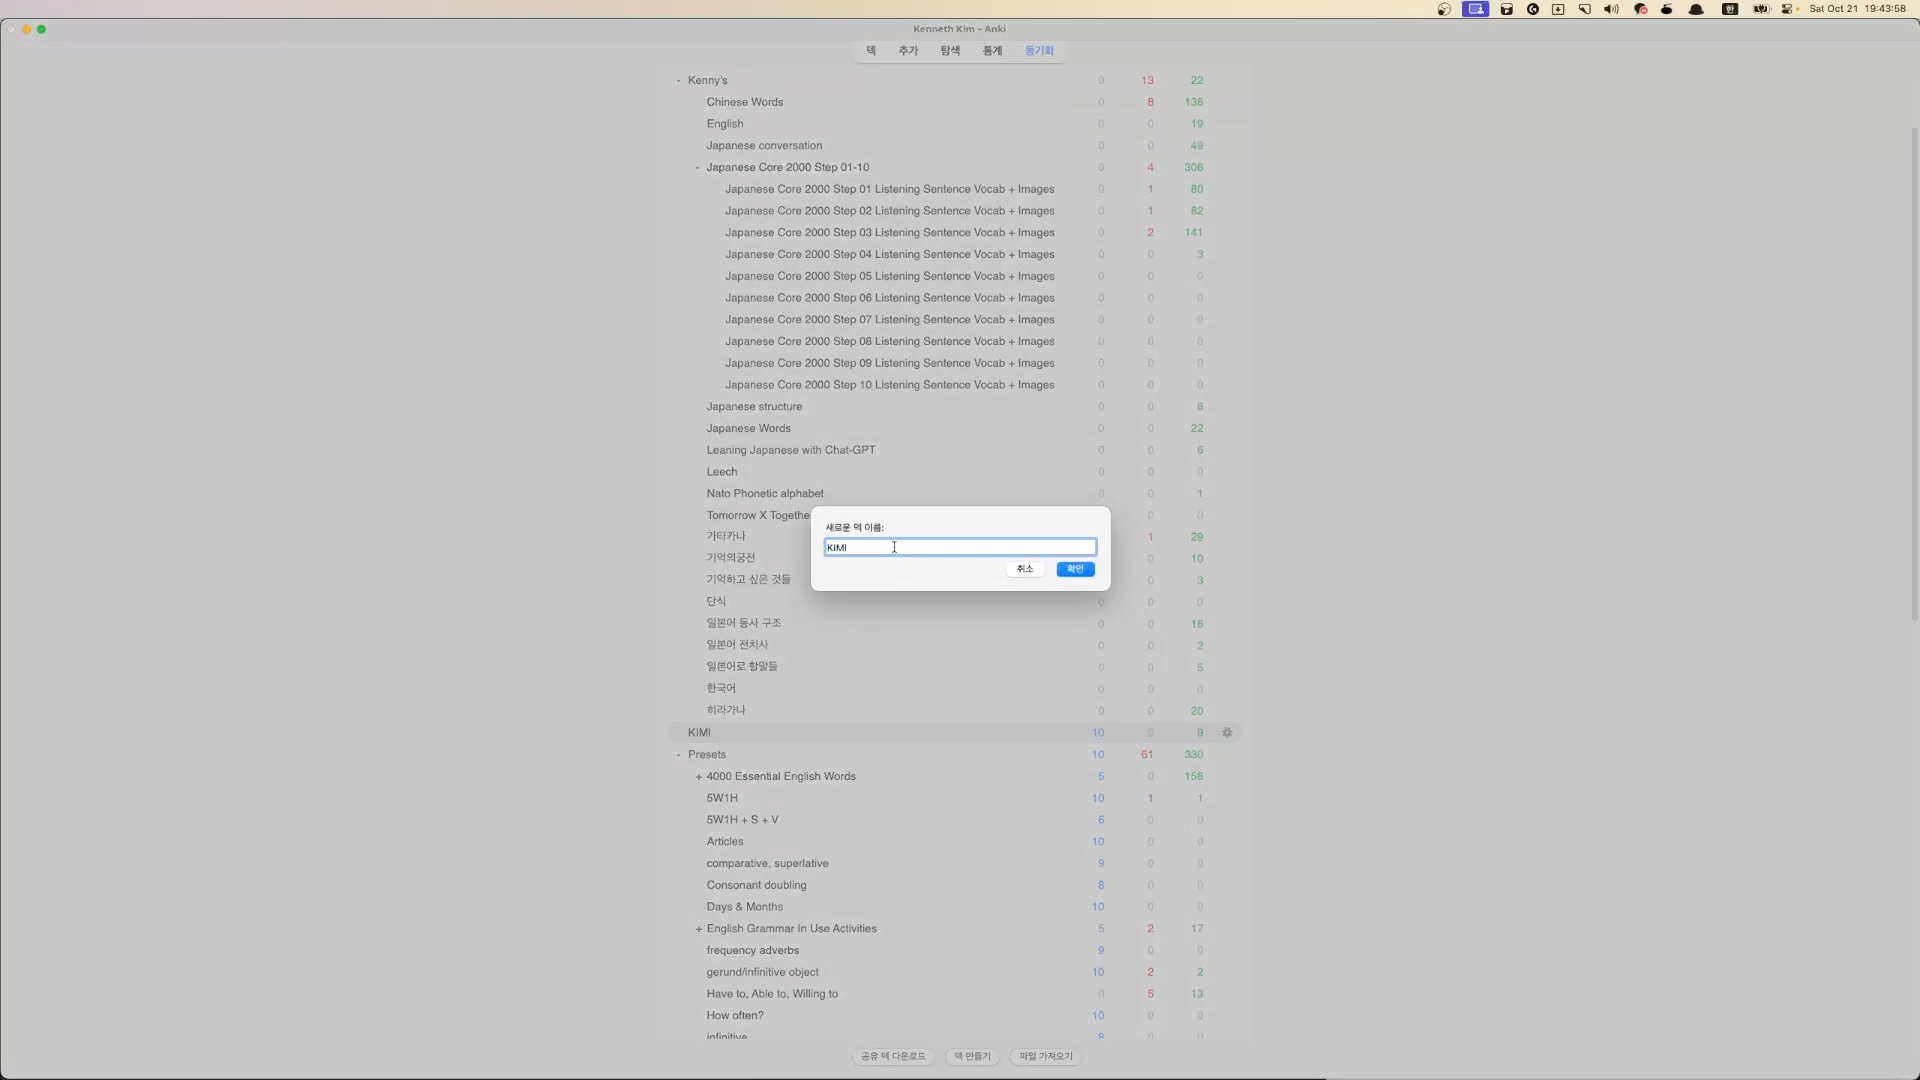 Sat Oct 21 19:43:58
Kenneth Kim - Anki
덱 추가 탐색 통계 동기화
- Kenny's 0 13 22
Chinese Words 0 8 136
English 0 0 19
Japanese conversation 0 0 49
- Japanese Core 2000 Step 01-10 0 4 306
Japanese Core 2000 Step 01 Listening Sentence Vocab + Images 0 1 80
Japanese Core 2000 Step 02 Listening Sentence Vocab + Images 0 1 82
Japanese Core 2000 Step 03 Listening Sentence Vocab + Images 0 2 141
Japanese Core 2000 Step 04 Listening Sentence Vocab + Images 0 0 3
Japanese Core 2000 Step 05 Listening Sentence Vocab + Images 0 0 0
Japanese Core 2000 Step 06 Listening Sentence Vocab + Images 0 0 0
Japanese Core 2000 Step 07 Listening Sentence Vocab + Images 0 0 0
Japanese Core 2000 Step 08 Listening Sentence Vocab + Images 0 0 0
Japanese Core 2000 Step 09 Listening Sentence Vocab + Images 0 0 0
Japanese Core 2000 Step 10 Listening Sentence Vocab + Images 0 0 0
Japanese structure 0 0 6
Japanese Words 0 0 22
Leaning Japanese with Chat-GPT 0 0 6
Leech 0 0 0
Nato Phonetic alphabet 0 0 1
Tomorrow X Togethe 0 0
새로운 덱 이름:
KIMI
취소 확인
가타카나 1 29
기억의궁전 0 10
기억하고 싶은 것들 0 3
단식 0 0 0
일본어 동사 구조 0 0 16
일본어 전치사 0 0 2
일본어로 할말들 0 0 5
한국어 0 0 0
히라가나 0 0 20
KIMI 10 0 9
- Presets 10 61 330
+ 4000 Essential English Words 5 0 158
5W1H 10 1 1
5W1H + S + V 6 0 0
Articles 10 0 0
comparative, superlative 9 0 0
Consonant doubling 8 0 0
Days & Months 10 0 0
+ English Grammar In Use Activities 5 2 17
frequency adverbs 9 0 0
gerund/infinitive object 10 2 2
Have to, Able to, Willing to 0 5 13
How often? 10 0 0
infinitive 8 0 0
공유 덱 다운로드 덱 만들기 파일 가져오기